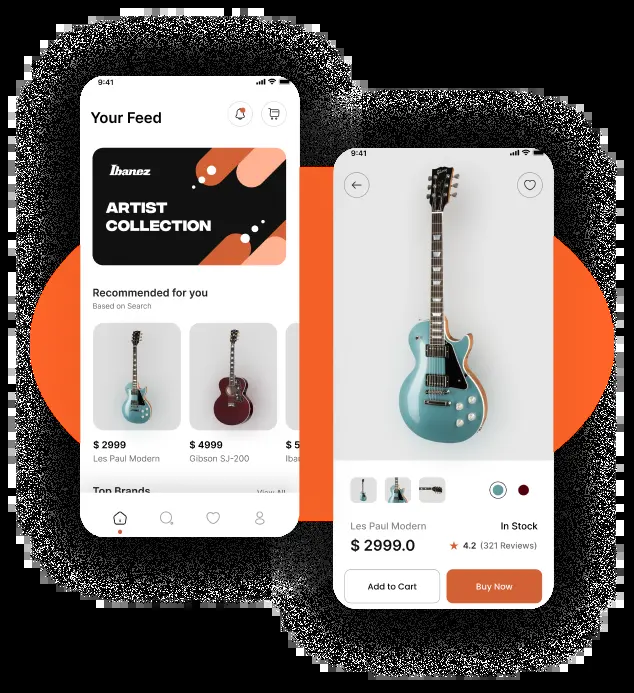 9:41
Your Feed
Ibanez
ARTIST
COLLECTION
Recommended for you
Based on Search
$ 2999
Les Paul Modern
$ 4999
Gibson SJ-200
$ 5
Iba
Top Brands
View All
9:41
Les Paul Modern
In Stock
$ 2999.0
4.2 (321 Reviews)
Add to Cart
Buy Now